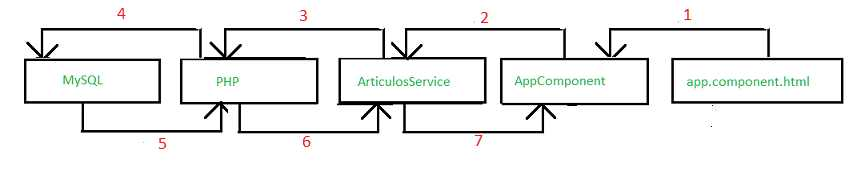 4 3 2 1
MySQL PHP ArticulosService AppComponent app.component.html
5 6 7